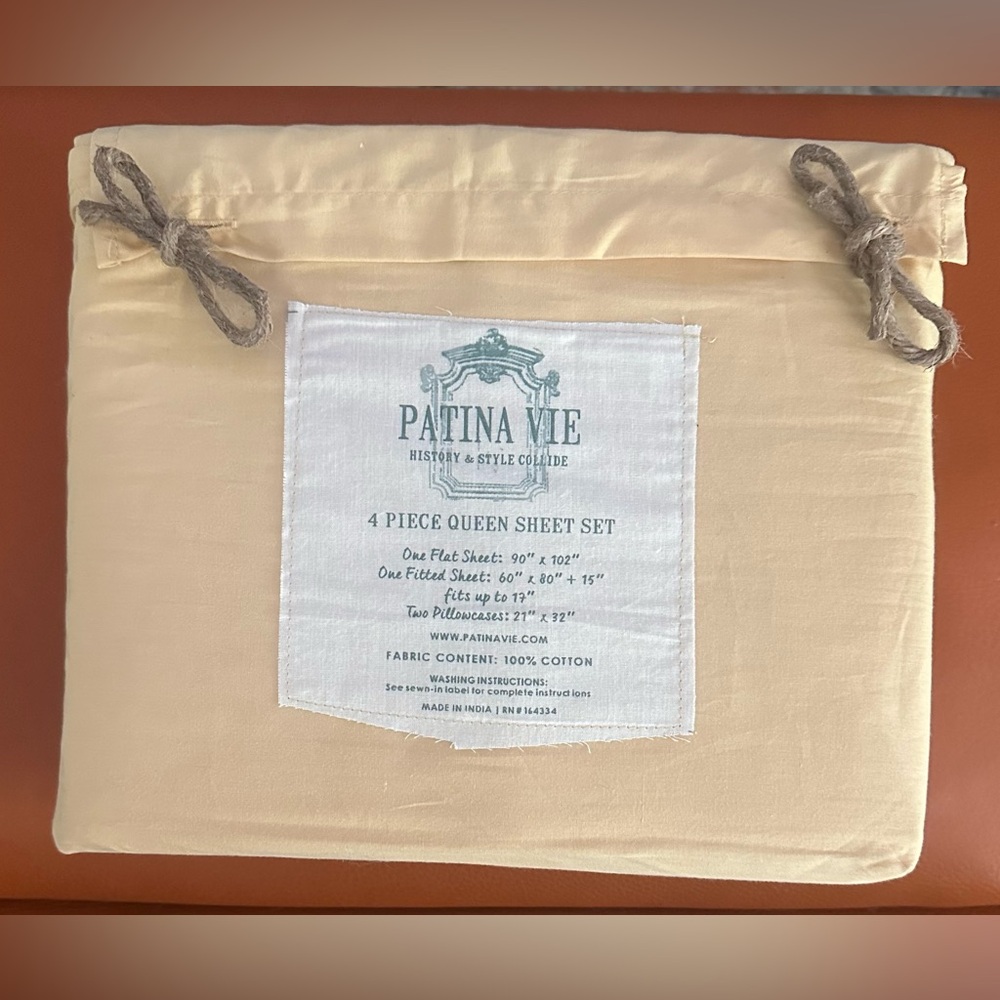 PATINA VIE
HISTORY & STYLE COLLIDE
4 PIECE QUEEN SHEET SET
One Flat Sheet: 90" x 102"
One Fitted Sheet: 60" x 80" + 15"
fits up to 17"
Two Pillowcases: 21" x 32"
WWW.PATINAVIE.COM
FABRIC CONTENT: 100% COTTON
WASHING INSTRUCTIONS:
See sewn-in label for complete instructions
MADE IN INDIA | RN# 164334